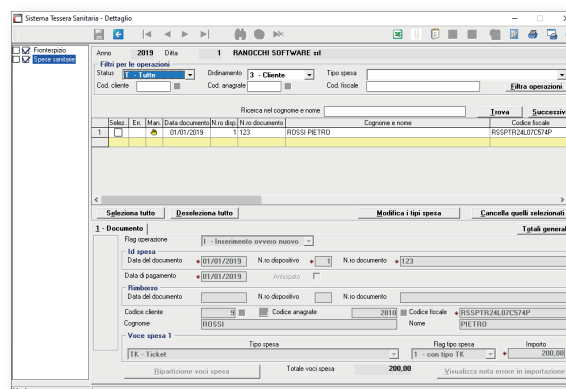 Sistema Tessera Sanitaria - Dettaglio
Frontespizio
Spese sanitarie
Anno 2019 Ditta 1 RANOCCHI SOFTWARE srl
Filtri per le operazioni
Status T - Tutte Ordinamento 3 - Cliente Tipo spesa
Cod. cliente Cod. anagrafe Cod. fiscale Filtra operazioni
Ricerca nel cognome e nome Trova Successiv
Selez. Err. Man. Data documento N.ro disp. N.ro documento Cognome e nome Codice fiscale
1 01/01/2019 1 123 ROSSI PIETRO RSSPTR24L07C574P
Seleziona tutto Deseleziona tutto Modifica i tipi spesa Cancella quelli selezionati
1 - Documento Totali general
Flag operazione I - Inserimento ovvero nuovo
Id spesa
Data del documento 01/01/2019 N.ro dispositivo 1 N.ro documento 123
Data di pagamento 01/01/2019 Anticipato
Rimborso
Data del documento N.ro dispositivo N.ro documento
Codice cliente 9 Codice anagrafe 2810 Codice fiscale RSSPTR24L07C574P
Cognome ROSSI Nome PIETRO
Voce spesa 1
Tipo spesa Flag tipo spesa Importo
TK - Ticket 1 - con tipo TK 200,00
Ripartizione voci spesa Totale voci spesa 200,00 Visualizza nota errore in importazione